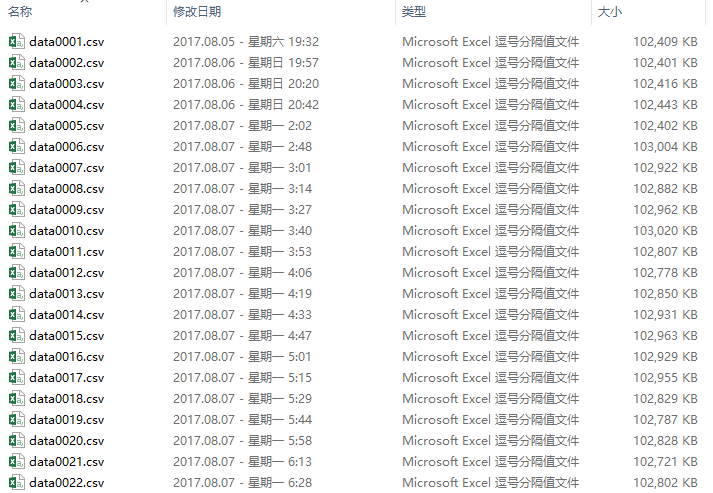 名称 修改日期 类型 大小
data0001.csv 2017.08.05 - 星期六 19:32 Microsoft Excel 逗号分隔值文件 102,409 KB
data0002.csv 2017.08.06 - 星期日 19:57 Microsoft Excel 逗号分隔值文件 102,401 KB
data0003.csv 2017.08.06 - 星期日 20:20 Microsoft Excel 逗号分隔值文件 102,416 KB
data0004.csv 2017.08.06 - 星期日 20:42 Microsoft Excel 逗号分隔值文件 102,443 KB
data0005.csv 2017.08.07 - 星期一 2:02 Microsoft Excel 逗号分隔值文件 102,402 KB
data0006.csv 2017.08.07 - 星期一 2:48 Microsoft Excel 逗号分隔值文件 103,004 KB
data0007.csv 2017.08.07 - 星期一 3:01 Microsoft Excel 逗号分隔值文件 102,922 KB
data0008.csv 2017.08.07 - 星期一 3:14 Microsoft Excel 逗号分隔值文件 102,882 KB
data0009.csv 2017.08.07 - 星期一 3:27 Microsoft Excel 逗号分隔值文件 102,962 KB
data0010.csv 2017.08.07 - 星期一 3:40 Microsoft Excel 逗号分隔值文件 103,020 KB
data0011.csv 2017.08.07 - 星期一 3:53 Microsoft Excel 逗号分隔值文件 102,807 KB
data0012.csv 2017.08.07 - 星期一 4:06 Microsoft Excel 逗号分隔值文件 102,778 KB
data0013.csv 2017.08.07 - 星期一 4:19 Microsoft Excel 逗号分隔值文件 102,850 KB
data0014.csv 2017.08.07 - 星期一 4:33 Microsoft Excel 逗号分隔值文件 102,931 KB
data0015.csv 2017.08.07 - 星期一 4:47 Microsoft Excel 逗号分隔值文件 102,963 KB
data0016.csv 2017.08.07 - 星期一 5:01 Microsoft Excel 逗号分隔值文件 102,929 KB
data0017.csv 2017.08.07 - 星期一 5:15 Microsoft Excel 逗号分隔值文件 102,955 KB
data0018.csv 2017.08.07 - 星期一 5:29 Microsoft Excel 逗号分隔值文件 102,829 KB
data0019.csv 2017.08.07 - 星期一 5:44 Microsoft Excel 逗号分隔值文件 102,787 KB
data0020.csv 2017.08.07 - 星期一 5:58 Microsoft Excel 逗号分隔值文件 102,828 KB
data0021.csv 2017.08.07 - 星期一 6:13 Microsoft Excel 逗号分隔值文件 102,721 KB
data0022.csv 2017.08.07 - 星期一 6:28 Microsoft Excel 逗号分隔值文件 102,802 KB